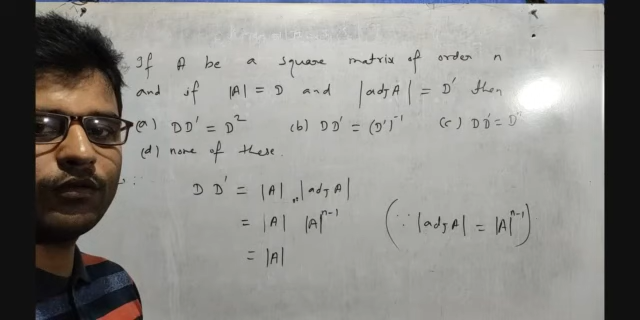 If A be a square matrix of order n
and if |A| = D and |adj A| = D' then
(a) DD' = D² (b) DD' = (D')⁻¹ (c) DD' = Dⁿ
(d) none of these.
∵ D D' = |A| |adj A|
= |A| |A|ⁿ⁻¹ (∵ |adj A| = |A|ⁿ⁻¹)
= |A|